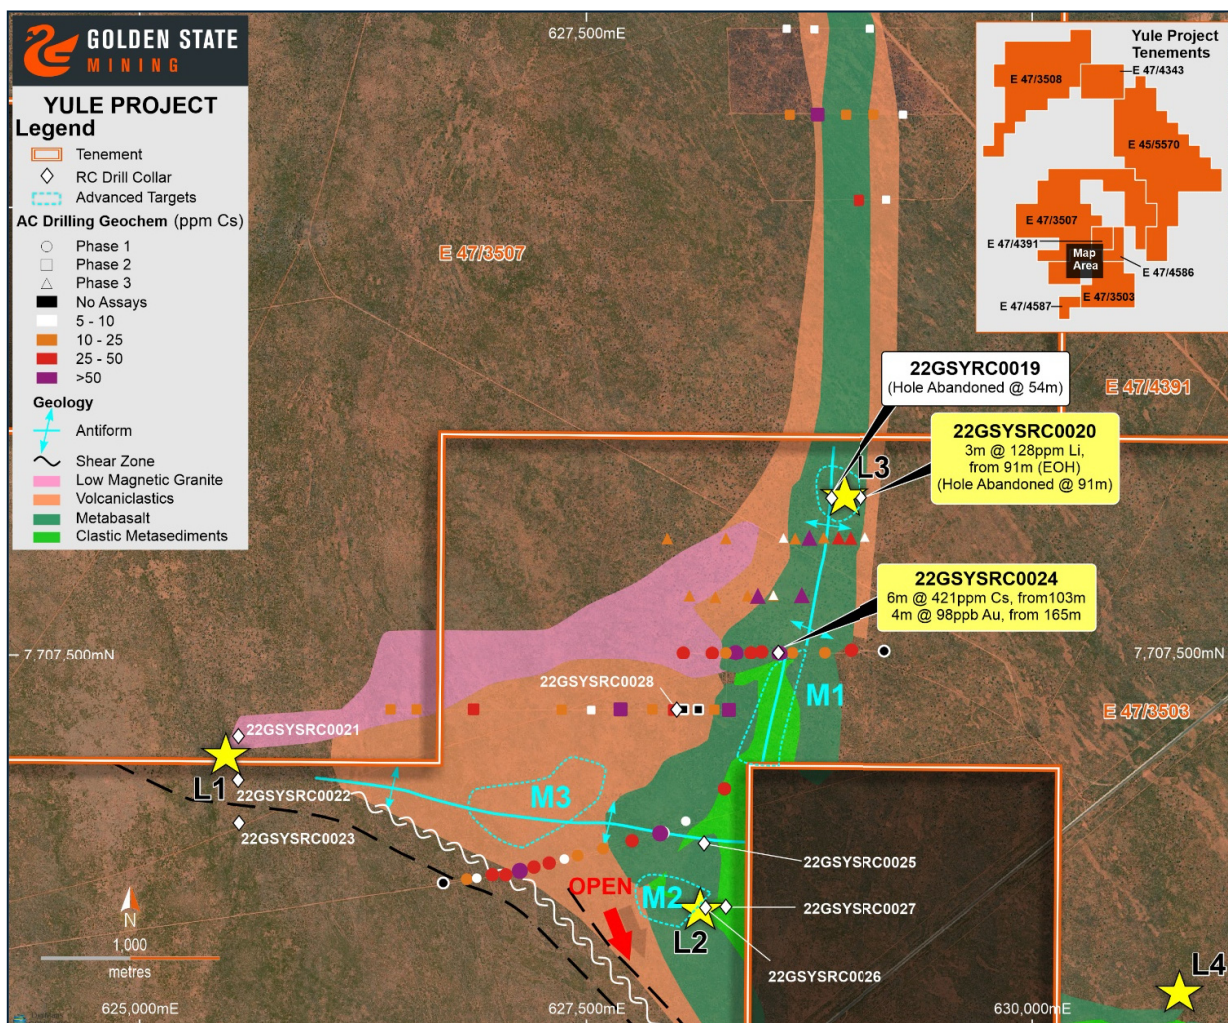 GOLDEN STATE
MINING
YULE PROJECT
Legend
Tenement
RC Drill Collar
Advanced Targets
AC Drilling Geochem (ppm Cs)
Phase 1
Phase 2
Phase 3
No Assays
5 - 10
10 - 25
25 - 50
>50
Geology
Antiform
Shear Zone
Low Magnetic Granite
Volcaniclastics
Metabasalt
Clastic Metasediments
627,500mE
Yule Project
Tenements
E 47/4343
E 47/3508
E 45/5570
E 47/3507
E 47/4391
Map
Area
E 47/4586
E 47/4587
E 47/3503
E 47/3507
22GSYRC0019
(Hole Abandoned @ 54m)
E 47/4391
22GSYSRC0020
3m @ 128ppm Li,
from 91m (EOH)
(Hole Abandoned @ 91m)
L3
22GSYSRC0024
6m @ 421ppm Cs, from103m
4m @ 98ppb Au, from 165m
7,707,500mN
7,707,500mN
22GSYSRC0028
M1
E 47/3503
22GSYSRC0021
L1
22GSYSRC0022
M3
22GSYSRC0023
22GSYSRC0025
OPEN
M2
22GSYSRC0027
L2
22GSYSRC0026
L4
N
1,000
metres
625,000mE
627,500mE
630,000mE